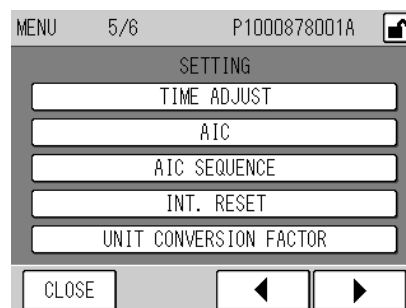 MENU 5/6 P1000878001A
SETTING
TIME ADJUST
AIC
AIC SEQUENCE
INT. RESET
UNIT CONVERSION FACTOR
CLOSE